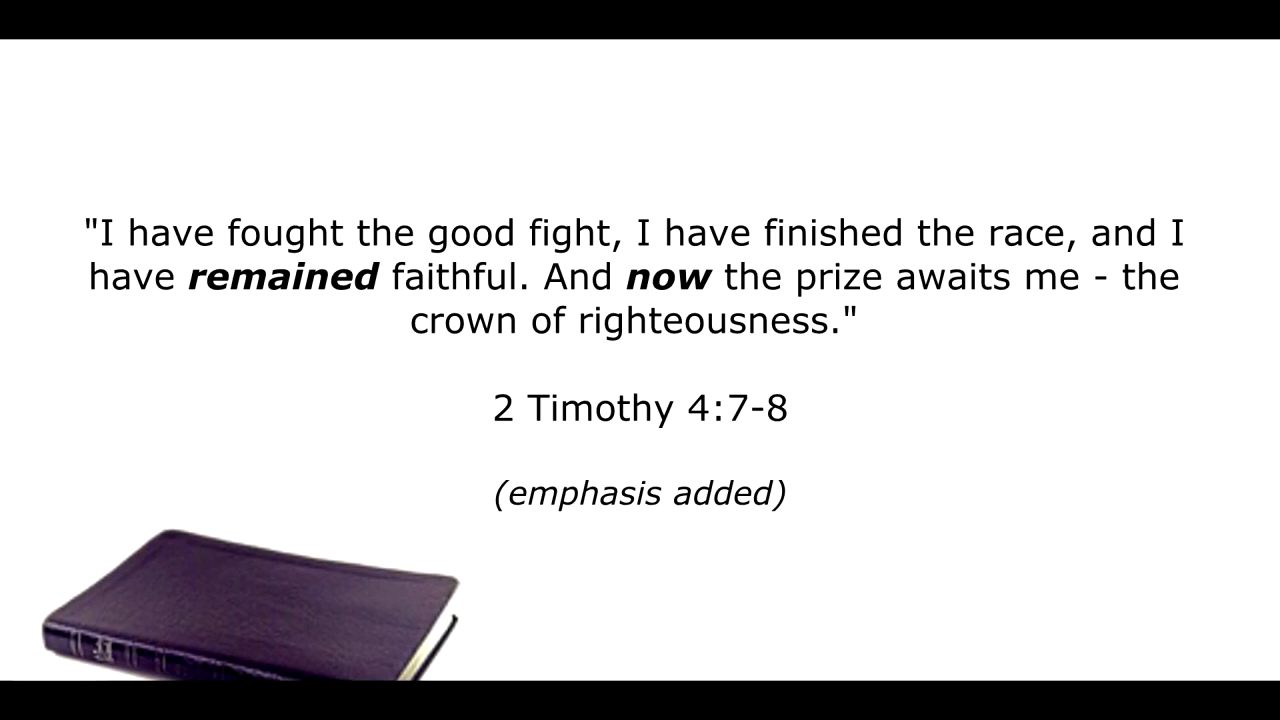 "I have fought the good fight, I have finished the race, and I
have remained faithful. And now the prize awaits me - the
crown of righteousness."
2 Timothy 4:7-8
(emphasis added)